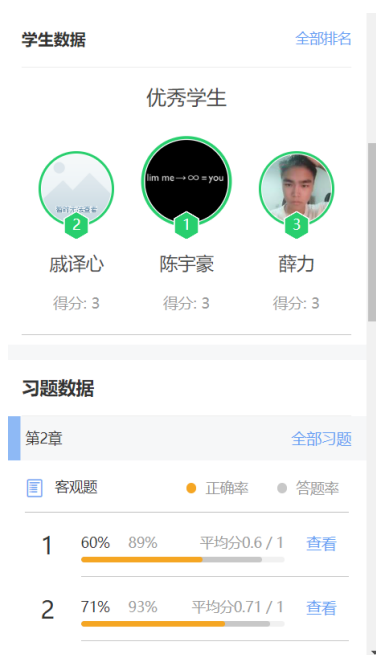 学生数据 全部排名
优秀学生
lim me→∞ = you
2 1 3
戚译心 陈宇豪 薛力
得分: 3 得分: 3 得分: 3
习题数据
第2章 全部习题
客观题 正确率 答题率
1 60% 89% 平均分0.6 / 1 查看
2 71% 93% 平均分0.71 / 1 查看